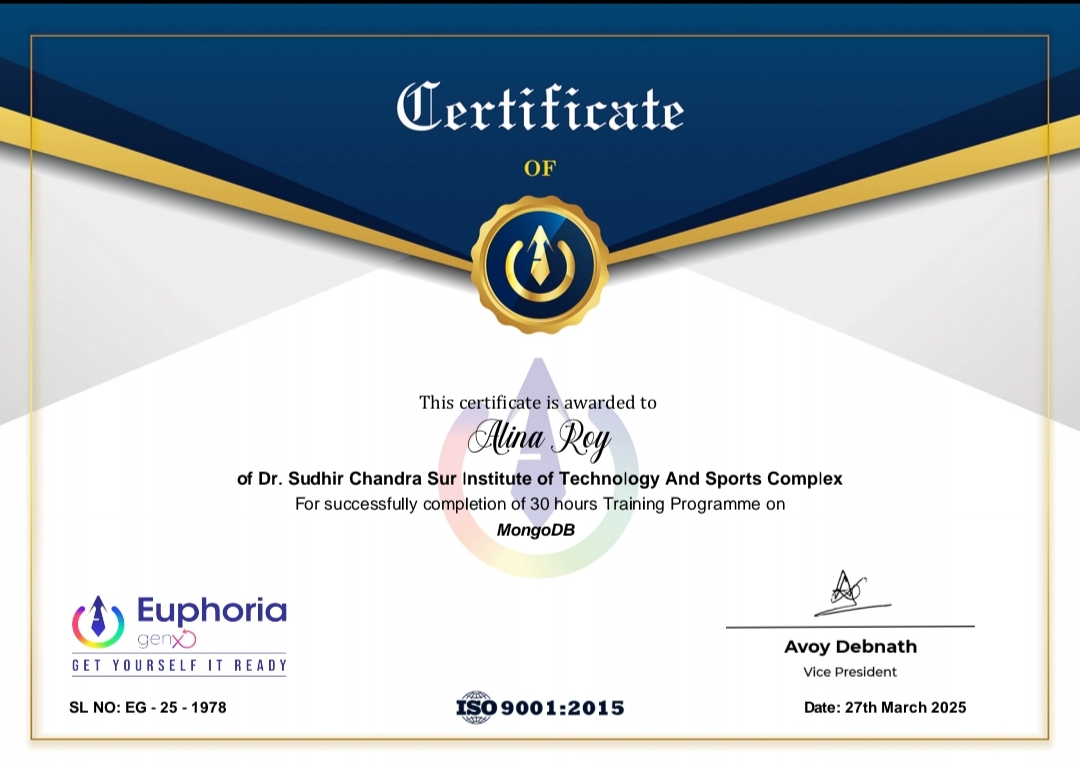 Certificate
OF
This certificate is awarded to
Alina Roy
of Dr. Sudhir Chandra Sur Institute of Technology And Sports Complex
For successfully completion of 30 hours Training Programme on
MongoDB
Euphoria
genx
GET YOURSELF IT READY
Avoy Debnath
Vice President
SL NO: EG - 25 - 1978
ISO 9001:2015
Date: 27th March 2025